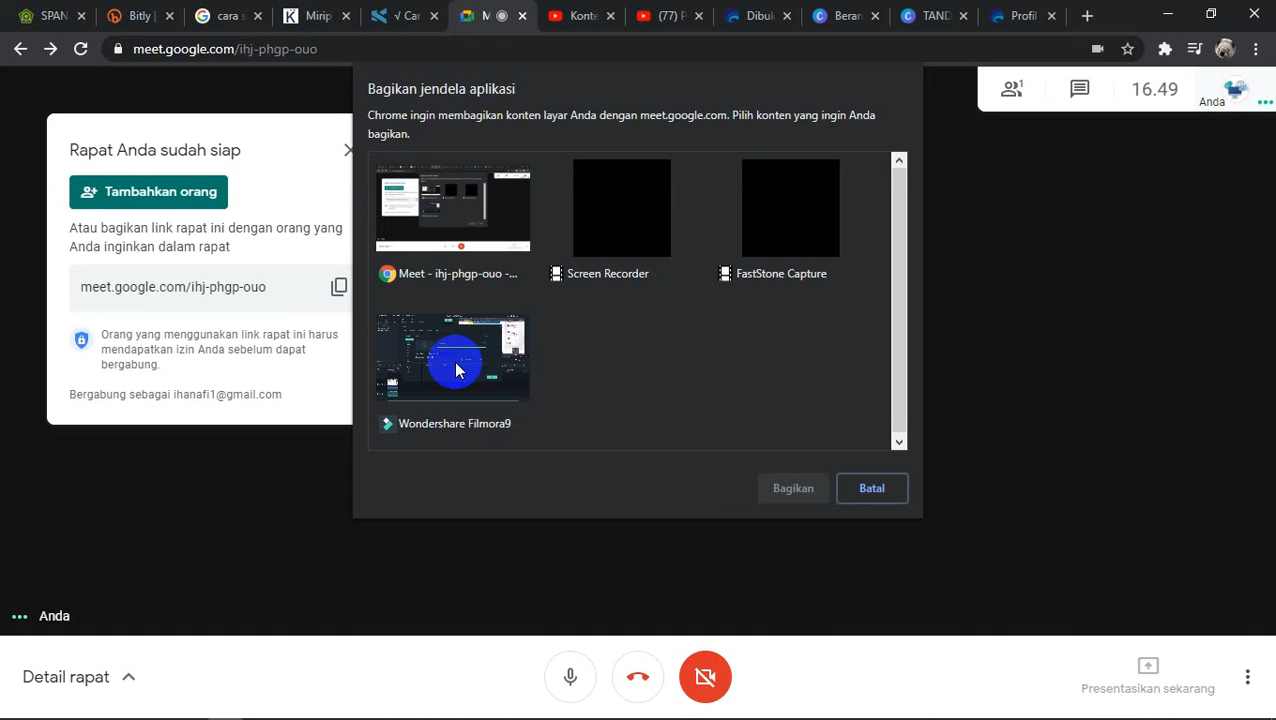 SPAN
Bitly |
cara s
Mirip
√ Car
M
Konte
(77) P
Dibuk
Beran
TAND
Profil
meet.google.com/ihj-phgp-ouo
Bagikan jendela aplikasi
Chrome ingin membagikan konten layar Anda dengan meet.google.com. Pilih konten yang ingin Anda
bagikan.
Meet - ihj-phgp-ouo -...
Screen Recorder
FastStone Capture
Wondershare Filmora9
Bagikan
Batal
Rapat Anda sudah siap
Tambahkan orang
Atau bagikan link rapat ini dengan orang yang
Anda inginkan dalam rapat
meet.google.com/ihj-phgp-ouo
Orang yang menggunakan link rapat ini harus
mendapatkan izin Anda sebelum dapat
bergabung.
Bergabung sebagai ihanafi1@gmail.com
1
16.49
Anda
Anda
Detail rapat
Presentasikan sekarang